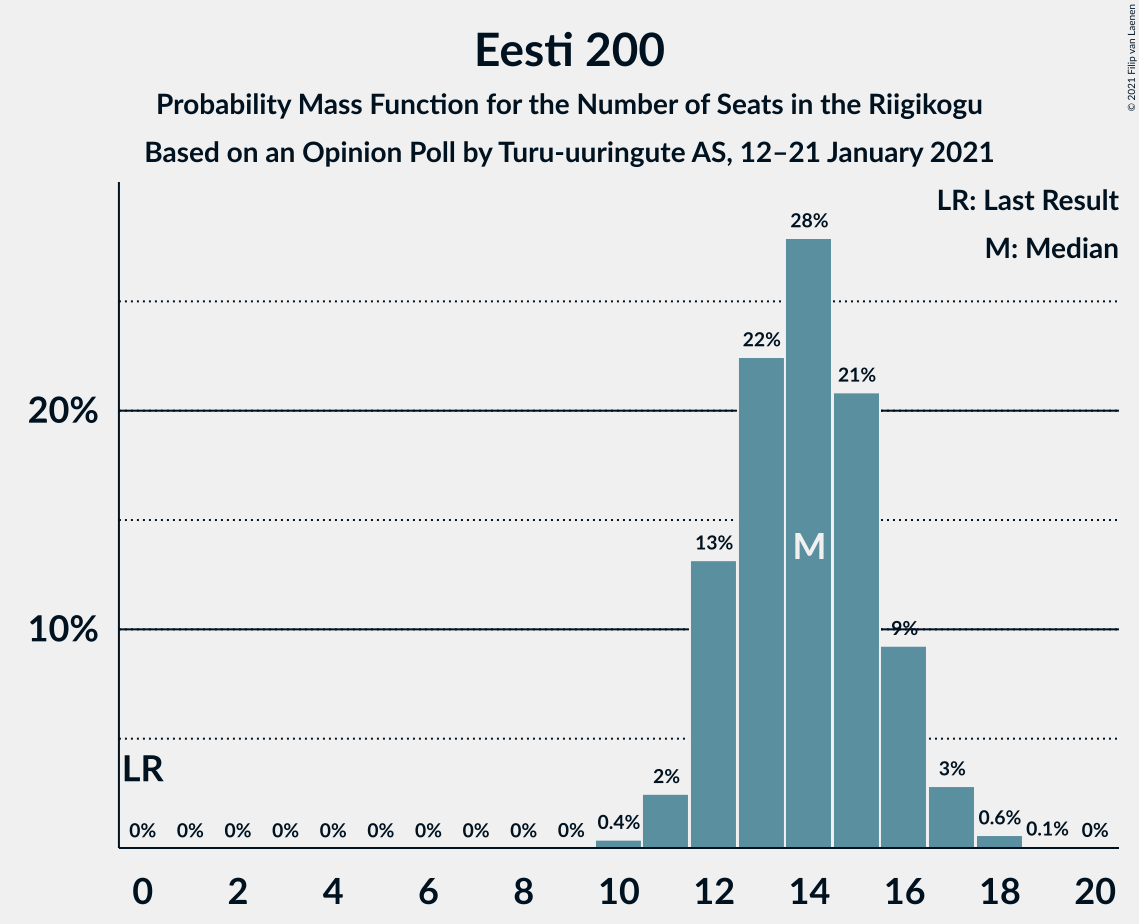 Eesti 200
Probability Mass Function for the Number of Seats in the Riigikogu
Based on an Opinion Poll by Turu-uuringute AS, 12–21 January 2021
© 2021 Filip van Laenen
LR: Last Result
M: Median
28%
22%
21%
20%
13%
M
10%
9%
LR
2%
3%
0% 0% 0% 0% 0% 0% 0% 0% 0% 0% 0.4% 0.6% 0.1% 0%
0 2 4 6 8 10 12 14 16 18 20